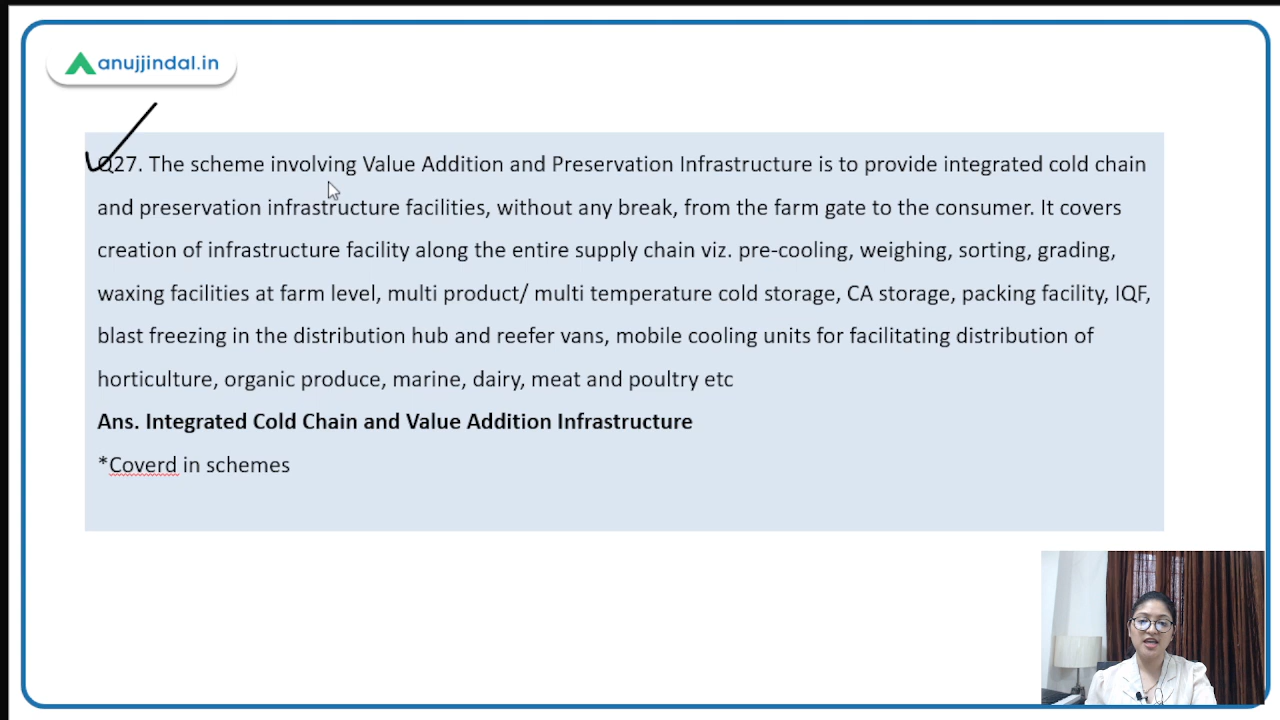 anujjindal.in
Q27. The scheme involving Value Addition and Preservation Infrastructure is to provide integrated cold chain
and preservation infrastructure facilities, without any break, from the farm gate to the consumer. It covers
creation of infrastructure facility along the entire supply chain viz. pre-cooling, weighing, sorting, grading,
waxing facilities at farm level, multi product/ multi temperature cold storage, CA storage, packing facility, IQF,
blast freezing in the distribution hub and reefer vans, mobile cooling units for facilitating distribution of
horticulture, organic produce, marine, dairy, meat and poultry etc
Ans. Integrated Cold Chain and Value Addition Infrastructure
*Coverd in schemes